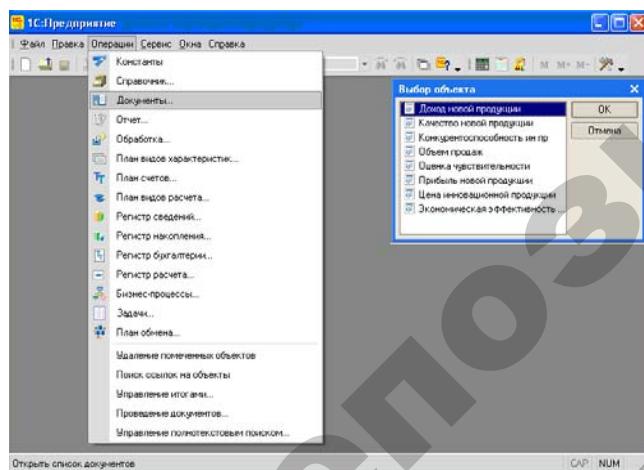 1С:Предприятие
Файл Правка Операции Сервис Окна Справка
М М+ М-
Константы
Справочник...
Документы...
Отчет...
Обработка...
План видов характеристик...
План счетов...
План видов расчета...
Регистр сведений...
Регистр накопления...
Регистр бухгалтерии...
Регистр расчета...
Бизнес-процессы...
Задачи...
План обмена...
Удаление помеченных объектов
Поиск ссылок на объекты
Управление итогами...
Проведение документов...
Управление полнотекстовым поиском...
Выбор объекта
Доход новой продукции
Качество новой продукции
Конкурентоспособность ин пр
Объем продаж
Оценка чувствительности
Прибыль новой продукции
Цена инновационной продукции
Экономическая эффективность ...
OK
Отмена
Открыть список документов
CAP NUM